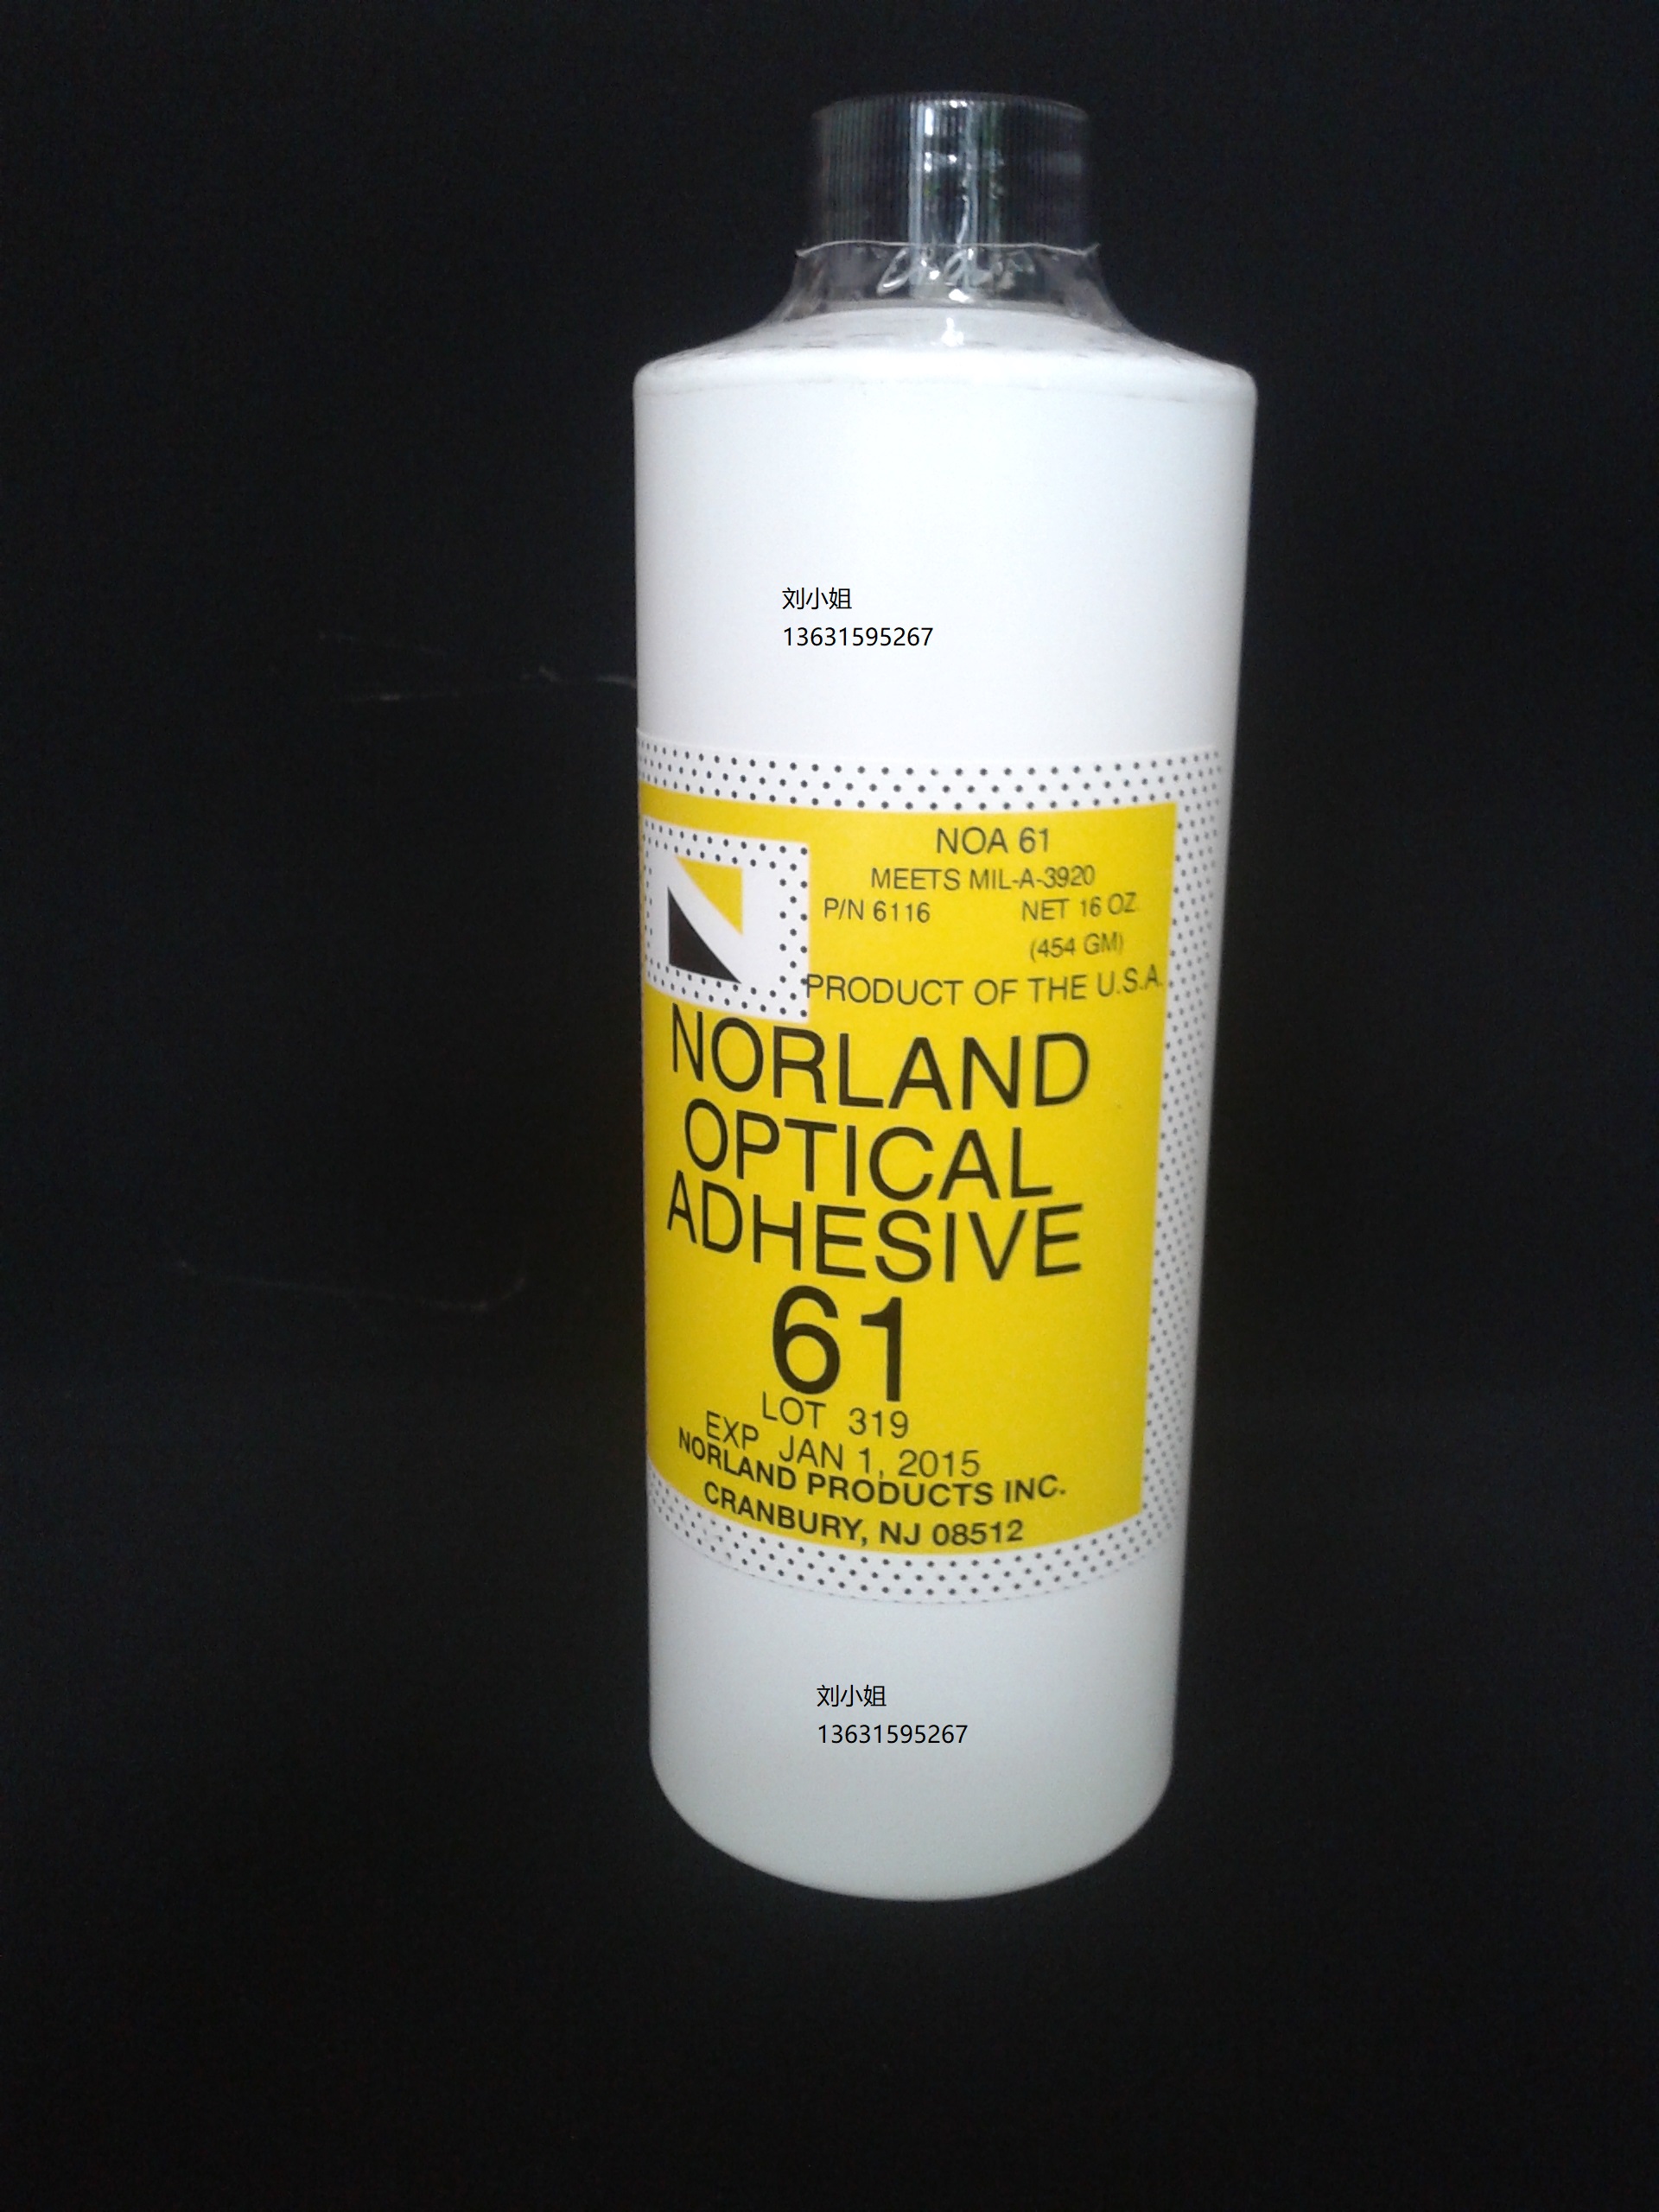 刘小姐
13631595267
NOA 61
MEETS MIL-A-3920
P/N 6116 NET 16 OZ.
(454 GM)
PRODUCT OF THE U.S.A.
NORLAND
OPTICAL
ADHESIVE
61
LOT 319
EXP JAN 1, 2015
NORLAND PRODUCTS INC.
CRANBURY, NJ 08512
刘小姐
13631595267